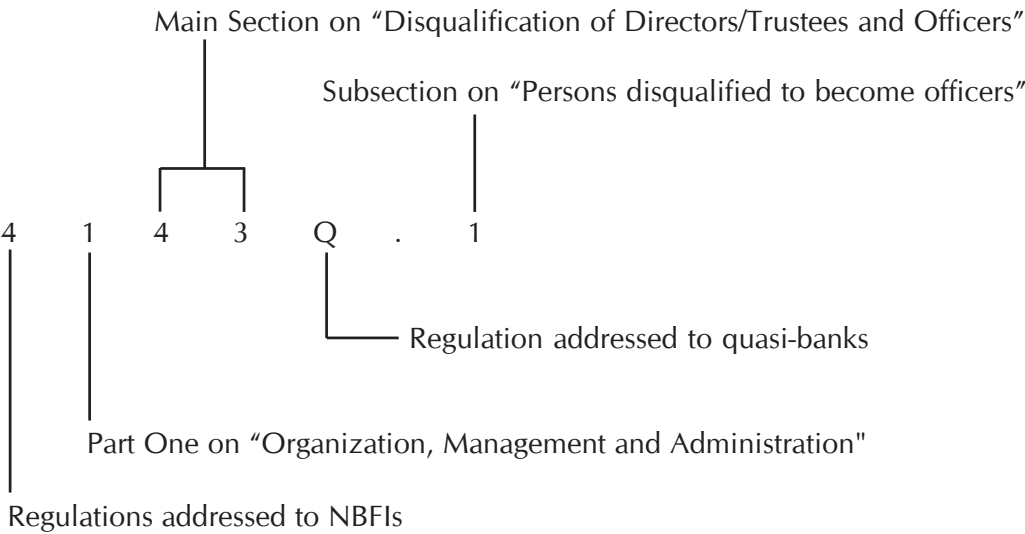 Main Section on “Disqualification of Directors/Trustees and Officers”
Subsection on “Persons disqualified to become officers”
4 1 4 3 Q . 1
Regulation addressed to quasi-banks
Part One on “Organization, Management and Administration"
Regulations addressed to NBFIs